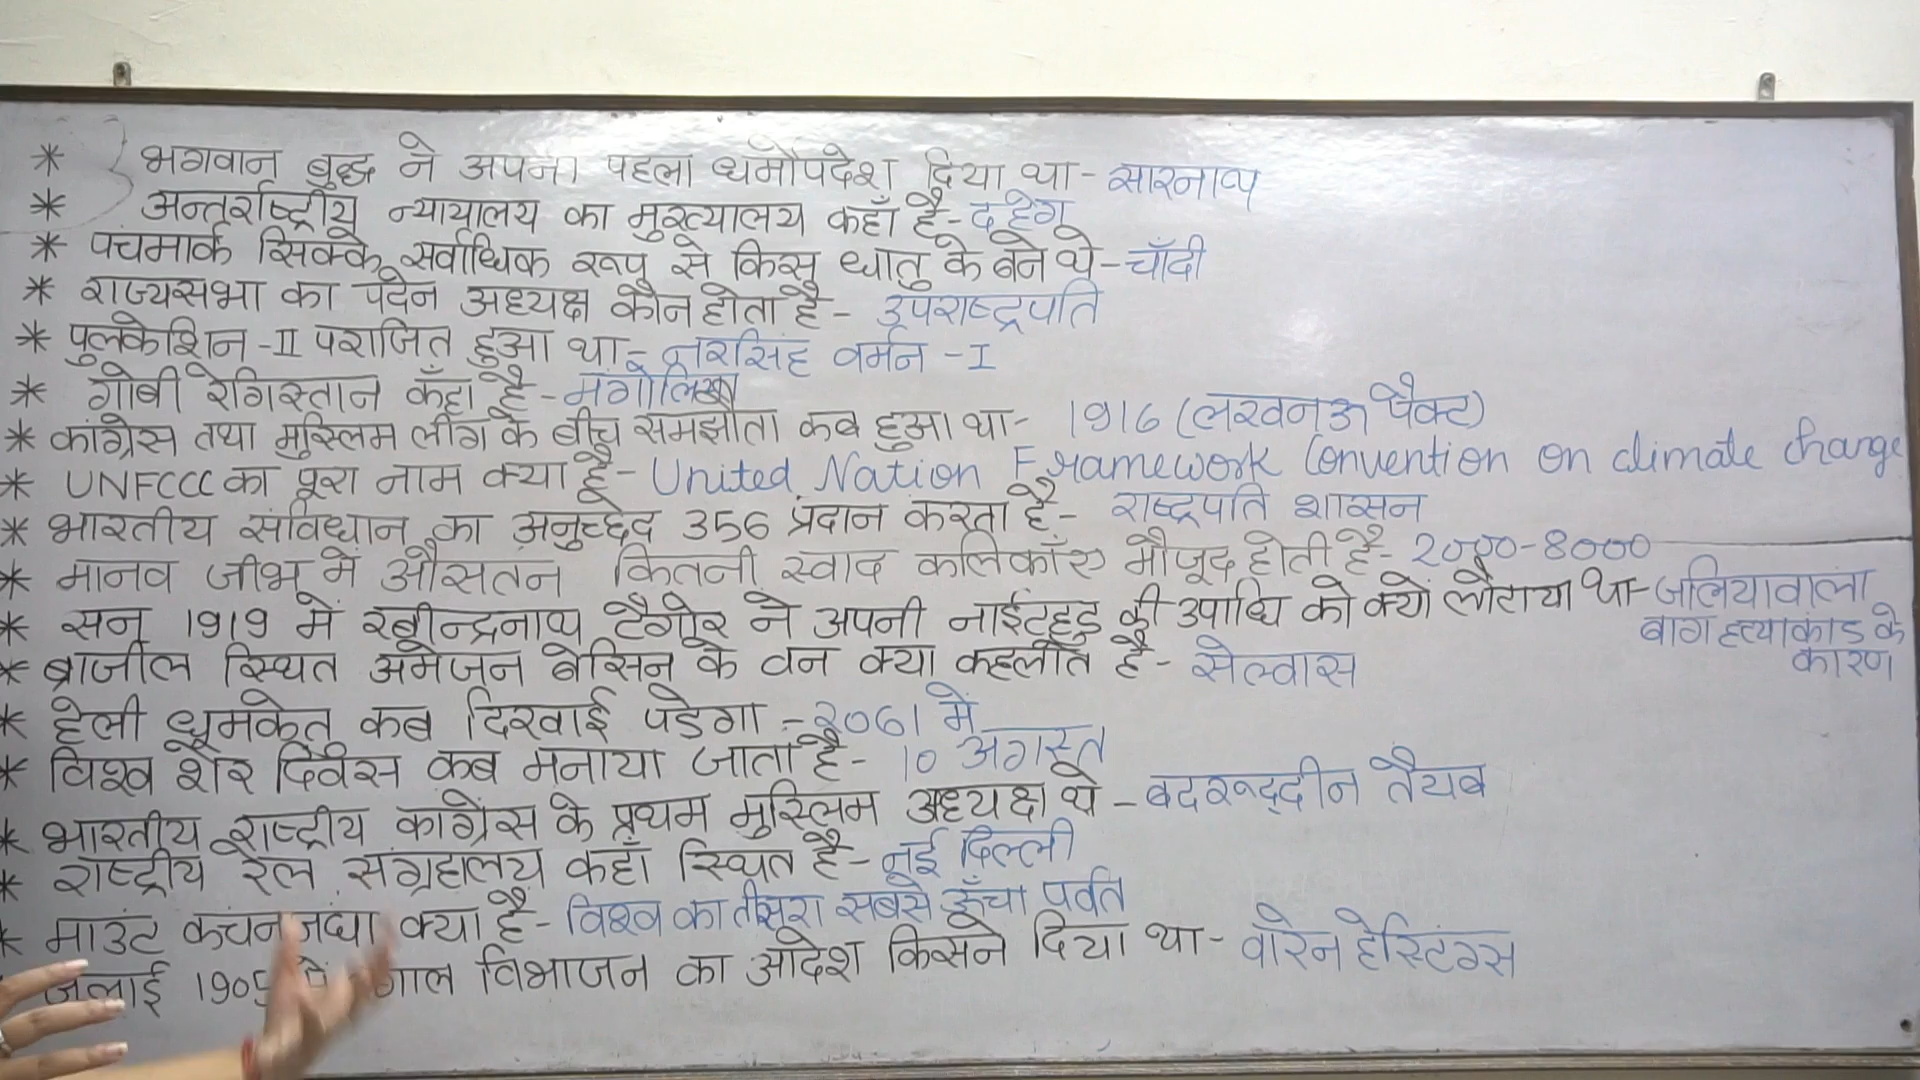 * भगवान बुद्ध ने अपना पहला धर्मोपदेश दिया था - सारनाथ
* अन्तर्राष्ट्रीय न्यायालय का मुख्यालय कहाँ है - द हेग
* पंचमार्क सिक्के सर्वाधिक रूप से किस धातु के बने थे - चाँदी
* राज्यसभा का पदेन अध्यक्ष कौन होता है - उपराष्ट्रपति
* पुलकेशिन -II पराजित हुआ था - नरसिंह वर्मन -I
* गोबी रेगिस्तान कहाँ है - मंगोलिया
* कांग्रेस तथा मुस्लिम लीग के बीच समझौता कब हुआ था - 1916 (लखनऊ पैक्ट)
* UNFCCC का पूरा नाम क्या है - United Nation Framework Convention on climate change
* भारतीय संविधान का अनुच्छेद 356 प्रदान करता है - राष्ट्रपति शासन
* मानव जीभ में औसतन कितनी स्वाद कलिकाँए मौजूद होती है - 2000-8000
* सन् 1919 में रबीन्द्रनाथ टैगोर ने अपनी नाईटहुड की उपाधि को क्यों लौटाया था - जलियावाला
बाग हत्याकांड के
कारण
* ब्राजील स्थित अमेजन बेसिन के वन क्या कहलाते है - सेल्वास
* हेली धूमकेतु कब दिखाई पडेगा - 2061 में
* विश्व शेर दिवस कब मनाया जाता है - 10 अगस्त
* भारतीय राष्ट्रीय कांग्रेस के प्रथम मुस्लिम अध्यक्ष थे - बदरूद्दीन तैयब
* राष्ट्रीय रेल संग्रहालय कहाँ स्थित है - नई दिल्ली
* माउंट कंचनजंघा क्या है - विश्व का तीसरा सबसे ऊँचा पर्वत
जुलाई 1905 विभाजन का आदेश किसने दिया था - वॉरेन हेस्टिंग्स